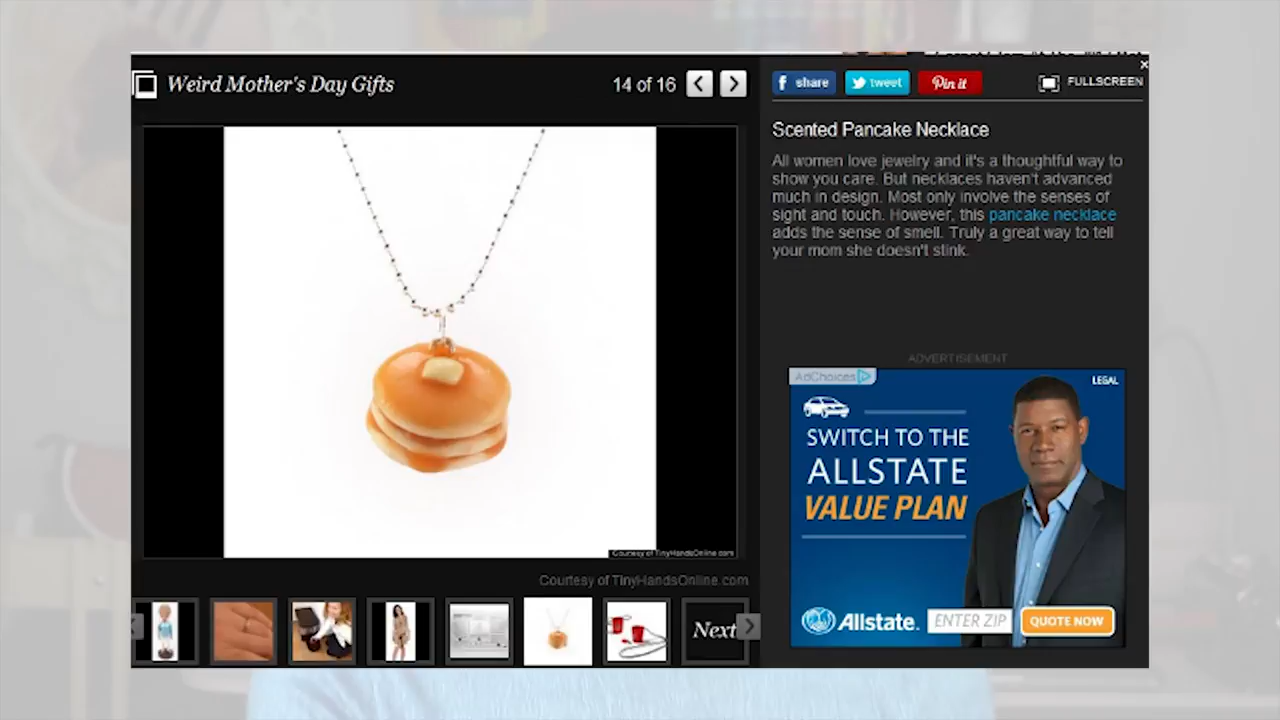 Weird Mother's Day Gifts
14 of 16
share
tweet
Pin it
FULLSCREEN
Scented Pancake Necklace
All women love jewelry and it's a thoughtful way to
show you care. But necklaces haven't advanced
much in design. Most only involve the senses of
sight and touch. However, this pancake necklace
adds the sense of smell. Truly a great way to tell
your mom she doesn't stink.
Courtesy of TinyHandsOnline.com
Courtesy of TinyHandsOnline.com
Next
ADVERTISEMENT
AdChoices
LEGAL
SWITCH TO THE
ALLSTATE
VALUE PLAN
Allstate.
ENTER ZIP
QUOTE NOW